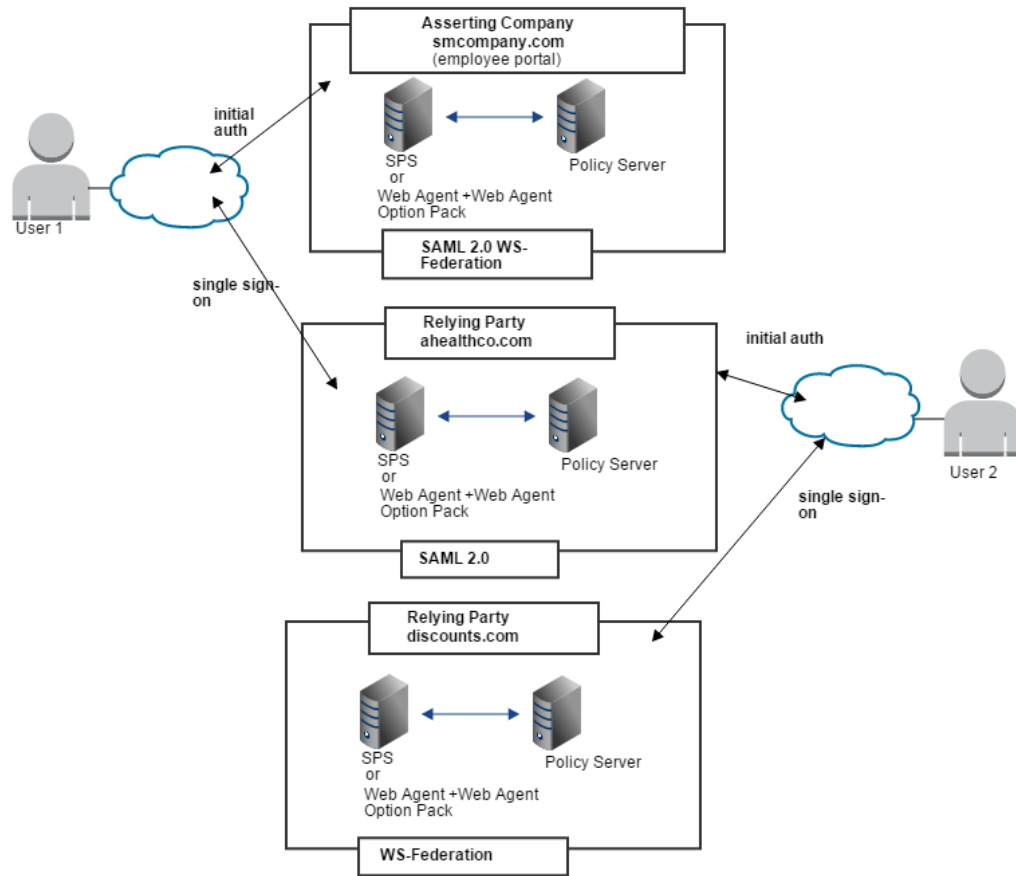 Asserting Company
smcompany.com
(employee portal)
initial
auth
SPS
or
Web Agent +Web Agent
Option Pack
Policy Server
User 1
SAML 2.0 WS-
Federation
single sign-
on
Relying Party
ahealthco.com
initial auth
SPS
or
Web Agent +Web Agent
Option Pack
Policy Server
User 2
single sign-
on
SAML 2.0
Relying Party
discounts.com
SPS
or
Web Agent +Web Agent
Option Pack
Policy Server
WS-Federation